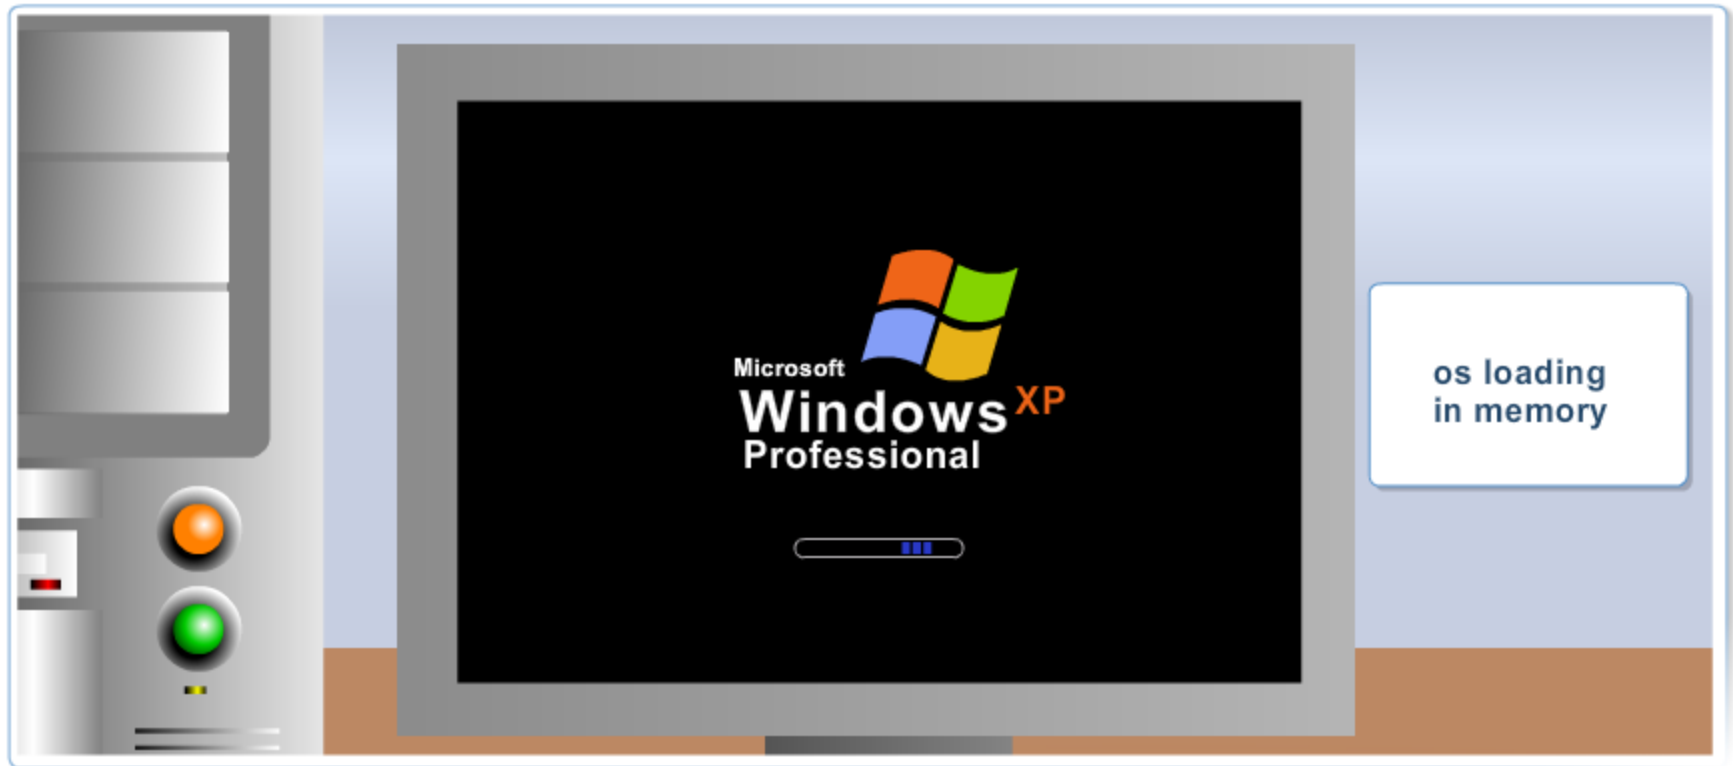 Microsoft
Windows XP
Professional
os loading
in memory